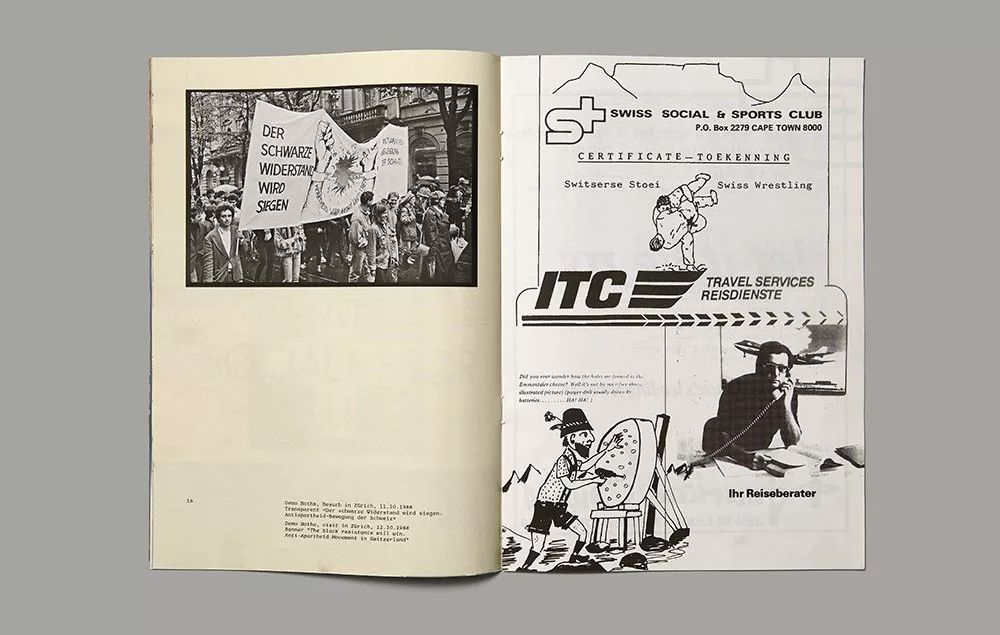 DER
SCHWARZE
WIDERSTAND
WIRD
SIEGEN
16
Demo Botha, Besuch in Zürich, 11.10.1988
Transparent «Der schwarze Widerstand wird siegen.
Antiapartheid-Bewegung der Schweiz»
Demo Botha, visit in Zürich, 11.10.1988
Banner "The black resistance will win.
Anti-Apartheid Movement in Switzerland"
S+ SWISS SOCIAL & SPORTS CLUB
P.O. Box 2279 CAPE TOWN 8000
CERTIFICATE — TOEKENNING
Switserse Stoei Swiss Wrestling
ITC TRAVEL SERVICES
REISDIENSTE
Did you ever wonder how the holes are formed in the
Emmentaler cheese? Well it's not by mice (see above
illustrated picture) (power drill usually driven by
batteries........HA! HA! )
Ihr Reiseberater